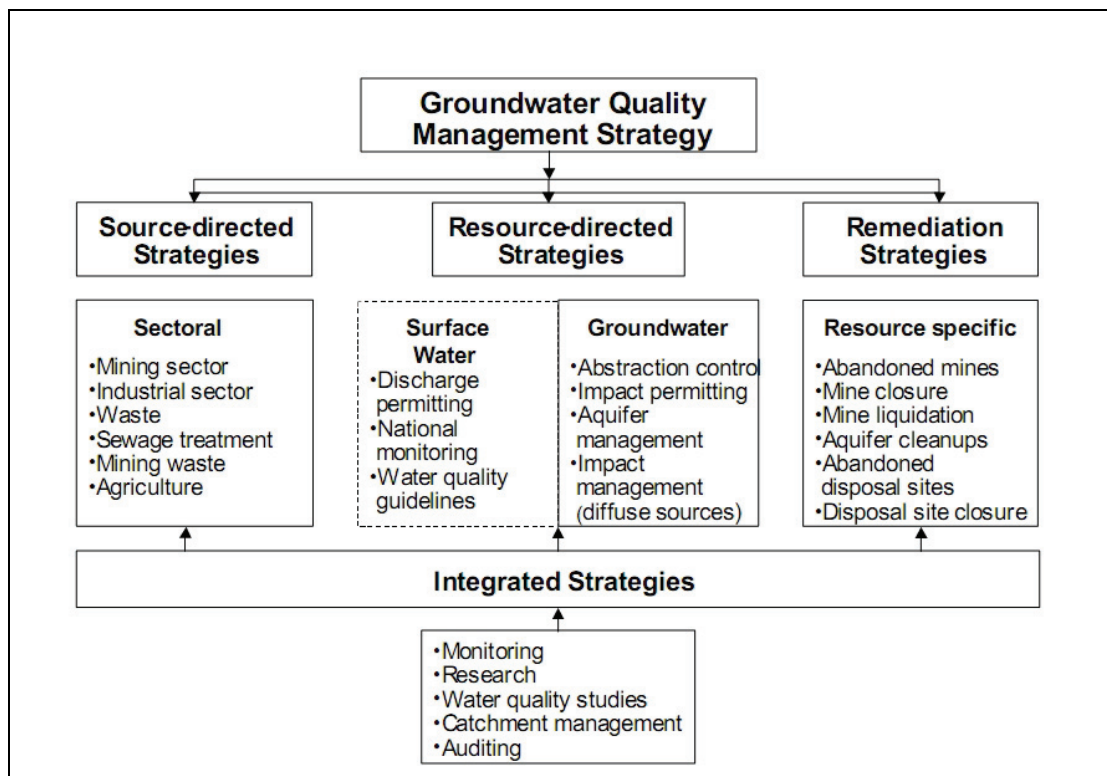 Groundwater Quality
Management Strategy
Source-directed
Strategies
Resource-directed
Strategies
Remediation
Strategies
Sectoral
•Mining sector
•Industrial sector
•Waste
•Sewage treatment
•Mining waste
•Agriculture
Surface
Water
•Discharge
permitting
•National
monitoring
•Water quality
guidelines
Groundwater
•Abstraction control
•Impact permitting
•Aquifer
management
•Impact
management
(diffuse sources)
Resource specific
•Abandoned mines
•Mine closure
•Mine liquidation
•Aquifer cleanups
•Abandoned
disposal sites
•Disposal site closure
Integrated Strategies
•Monitoring
•Research
•Water quality studies
•Catchment management
•Auditing